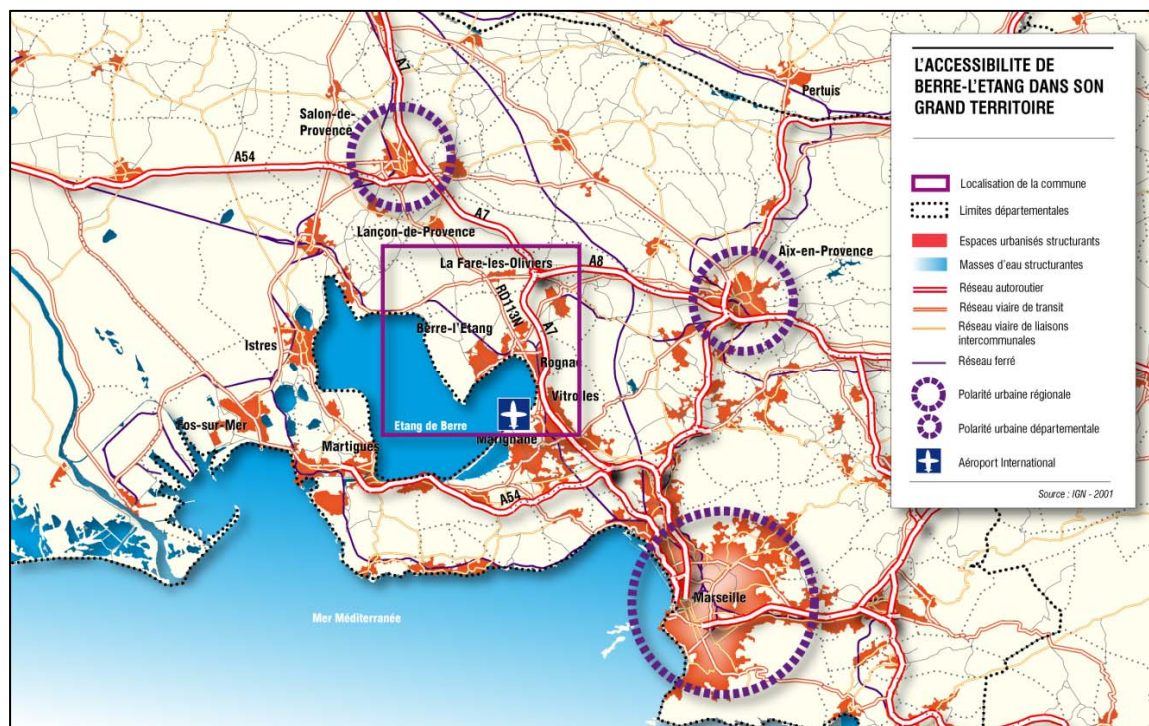 L'ACCESSIBILITE DE
BERRE-L'ETANG DANS SON
GRAND TERRITOIRE
Localisation de la commune
Limites départementales
Espaces urbanisés structurants
Masses d'eau structurantes
Réseau autoroutier
Réseau viaire de transit
Réseau viaire de liaisons
intercommunales
Réseau ferré
Polarité urbaine régionale
Polarité urbaine départementale
Aéroport International
Source : IGN - 2001
A7
Pertuis
Salon-de-
Provence
A54
A7
Lançon-de-Provence
Aix-en-Provence
La Fare-les-Oliviers
A8
RD113N
A7
Berre-l'Etang
Istres
Rognac
Vitrolles
Fos-sur-Mer
Etang de Berre
Marignane
Martigues
A54
Marseille
Mer Méditerranée